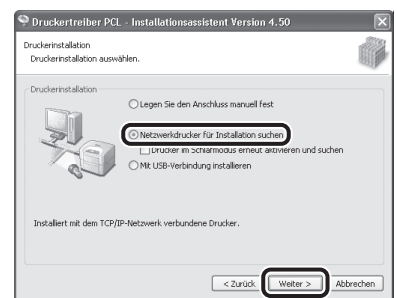 Druckertreiber PCL - Installationsassistent Version 4.50
Druckerinstallation
Druckerinstallation auswählen.
Druckerinstallation
Legen Sie den Anschluss manuell fest
Netzwerkdrucker für Installation suchen
Drucker im Schlafmodus erneut aktivieren und suchen
Mit USB-Verbindung installieren
Installiert mit dem TCP/IP-Netzwerk verbundene Drucker.
< Zurück
Weiter >
Abbrechen